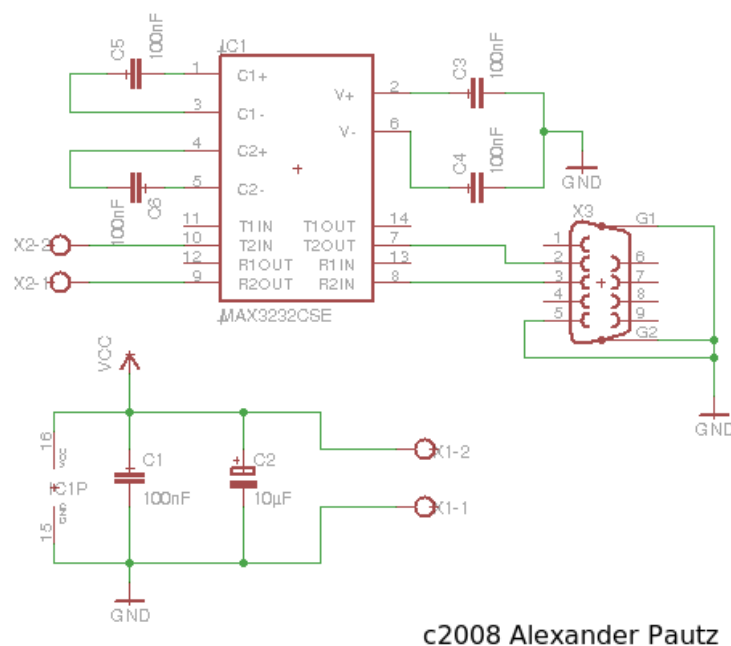 C5
100nF
IC1
1
C1+
3
C1-
4
C2+
5
C2-
V+
2
V-
6
C3
100nF
C4
100nF
GND
100nF
C6
11
T1IN
T1OUT
14
X2-2
10
T2IN
T2OUT
7
12
R1OUT
R1IN
13
X2-1
9
R2OUT
R2IN
8
MAX3232CSE
X3
G1
1
2
6
3
7
4
8
5
9
G2
GND
VCC
16
VCC
IC1P
GND
15
C1
100nF
C2
10µF
X1-2
X1-1
GND
c2008 Alexander Pautz